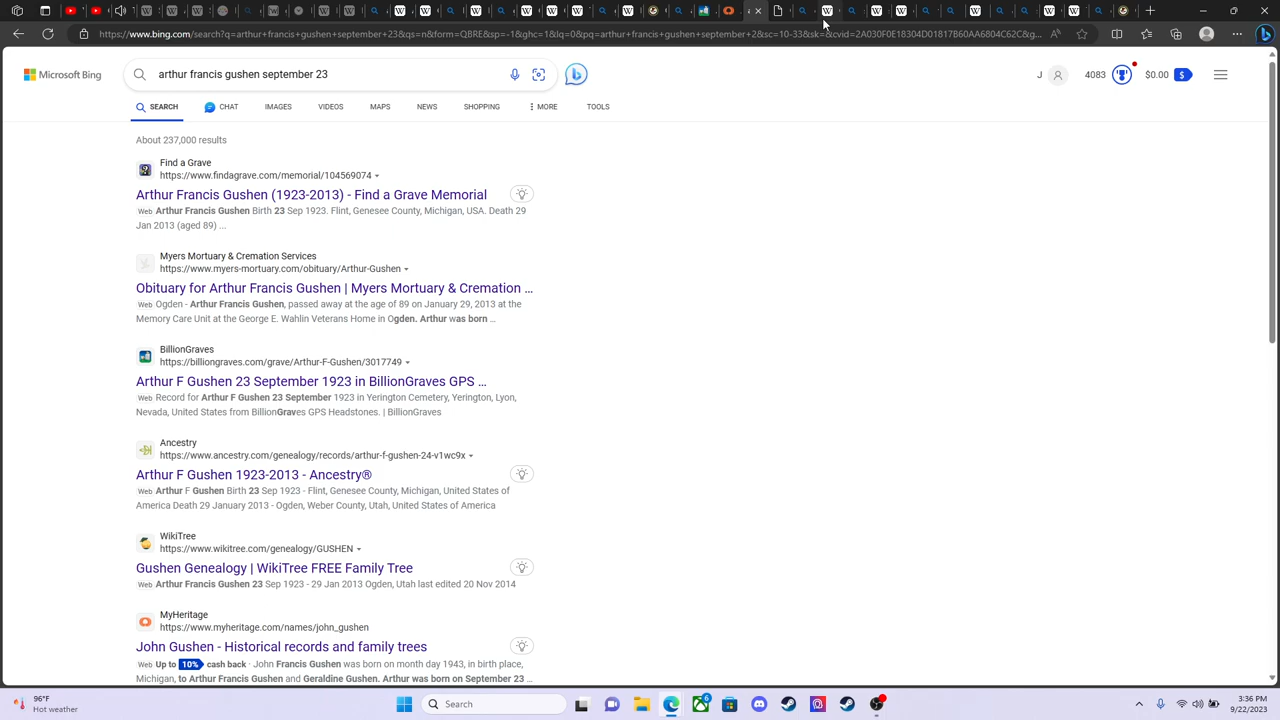 https://www.bing.com/search?q=arthur+francis+gushen+september+23&qs=n&form=QBRE&sp=-1&ghc=1&lq=0&pq=arthur+francis+gushen+september+2&sc=10-33&sk=&cvid=2A030F0E18304D01817B60AA6804C62C&g...
Microsoft Bing
arthur francis gushen september 23
J
4083
$0.00
$
SEARCH
CHAT
IMAGES
VIDEOS
MAPS
NEWS
SHOPPING
MORE
TOOLS
About 237,000 results
Find a Grave
https://www.findagrave.com/memorial/104569074
Arthur Francis Gushen (1923-2013) - Find a Grave Memorial
Web Arthur Francis Gushen Birth 23 Sep 1923. Flint, Genesee County, Michigan, USA. Death 29
Jan 2013 (aged 89) ...
Myers Mortuary & Cremation Services
https://www.myers-mortuary.com/obituary/Arthur-Gushen
Obituary for Arthur Francis Gushen | Myers Mortuary & Cremation ...
Web Ogden - Arthur Francis Gushen, passed away at the age of 89 on January 29, 2013 at the
Memory Care Unit at the George E. Wahlin Veterans Home in Ogden. Arthur was born ...
BillionGraves
https://billiongraves.com/grave/Arthur-F-Gushen/3017749
Arthur F Gushen 23 September 1923 in BillionGraves GPS ...
Web Record for Arthur F Gushen 23 September 1923 in Yerington Cemetery, Yerington, Lyon,
Nevada, United States from BillionGraves GPS Headstones. | BillionGraves
Ancestry
https://www.ancestry.com/genealogy/records/arthur-f-gushen-24-v1wc9x
Arthur F Gushen 1923-2013 - Ancestry®
Web Arthur F Gushen Birth 23 Sep 1923 - Flint, Genesee County, Michigan, United States of
America Death 29 January 2013 - Ogden, Weber County, Utah, United States of America
WikiTree
https://www.wikitree.com/genealogy/GUSHEN
Gushen Genealogy | WikiTree FREE Family Tree
Web Arthur Francis Gushen 23 Sep 1923 - 29 Jan 2013 Ogden, Utah last edited 20 Nov 2014
MyHeritage
https://www.myheritage.com/names/john_gushen
John Gushen - Historical records and family trees
Web Up to 10% cash back · John Francis Gushen was born on month day 1943, in birth place,
Michigan, to Arthur Francis Gushen and Geraldine Gushen. Arthur was born on September 23 ...
96°F
Hot weather
Search
6
3:36 PM
9/22/2023